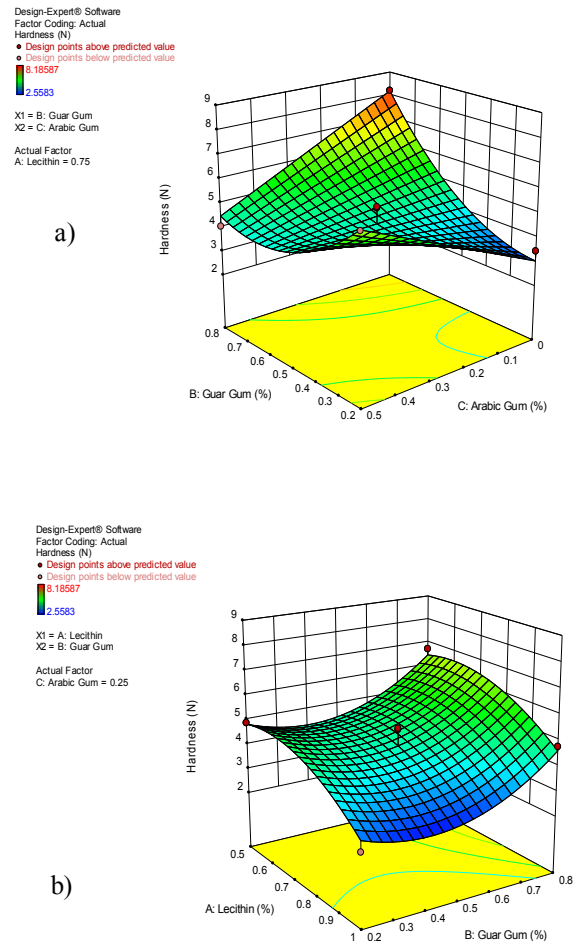 Design-Expert® Software
Factor Coding: Actual
Hardness (N)
Design points above predicted value
Design points below predicted value
8.18587
2.5583
X1 = B: Guar Gum
X2 = C: Arabic Gum
Actual Factor
A: Lecithin = 0.75
a)
Hardness (N)
9
8
7
6
5
4
3
2
0.8
0.7
0.6
0.5
0.4
0.3
0.2
B: Guar Gum (%)
0.5
0.4
0.3
0.2
0.1
0
C: Arabic Gum (%)
Design-Expert® Software
Factor Coding: Actual
Hardness (N)
Design points above predicted value
Design points below predicted value
8.18587
2.5583
X1 = A: Lecithin
X2 = B: Guar Gum
Actual Factor
C: Arabic Gum = 0.25
b)
Hardness (N)
9
8
7
6
5
4
3
2
0.5
0.6
0.7
0.8
0.9
1
A: Lecithin (%)
0.2
0.3
0.4
0.5
0.6
0.7
0.8
B: Guar Gum (%)